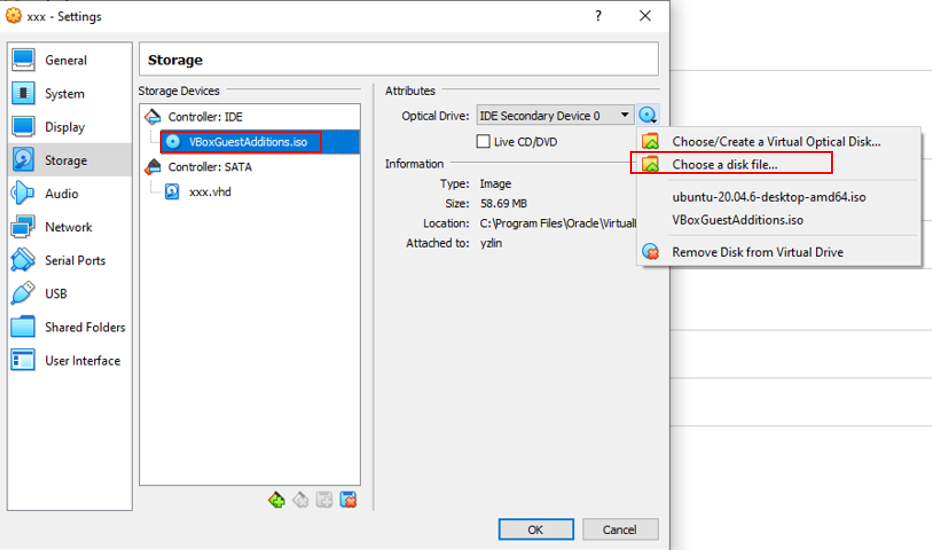 xxx - Settings
?
General
System
Display
Storage
Audio
Network
Serial Ports
USB
Shared Folders
User Interface
Storage
Storage Devices
Controller: IDE
VBoxGuestAdditions.iso
Controller: SATA
xxx.vhd
Attributes
Optical Drive: IDE Secondary Device 0
Live CD/DVD
Information
Type: Image
Size: 58.69 MB
Location: C:\Program Files\Oracle\Virtuall
Attached to: yzlin
Choose/Create a Virtual Optical Disk...
Choose a disk file...
ubuntu-20.04.6-desktop-amd64.iso
VBoxGuestAdditions.iso
Remove Disk from Virtual Drive
OK
Cancel